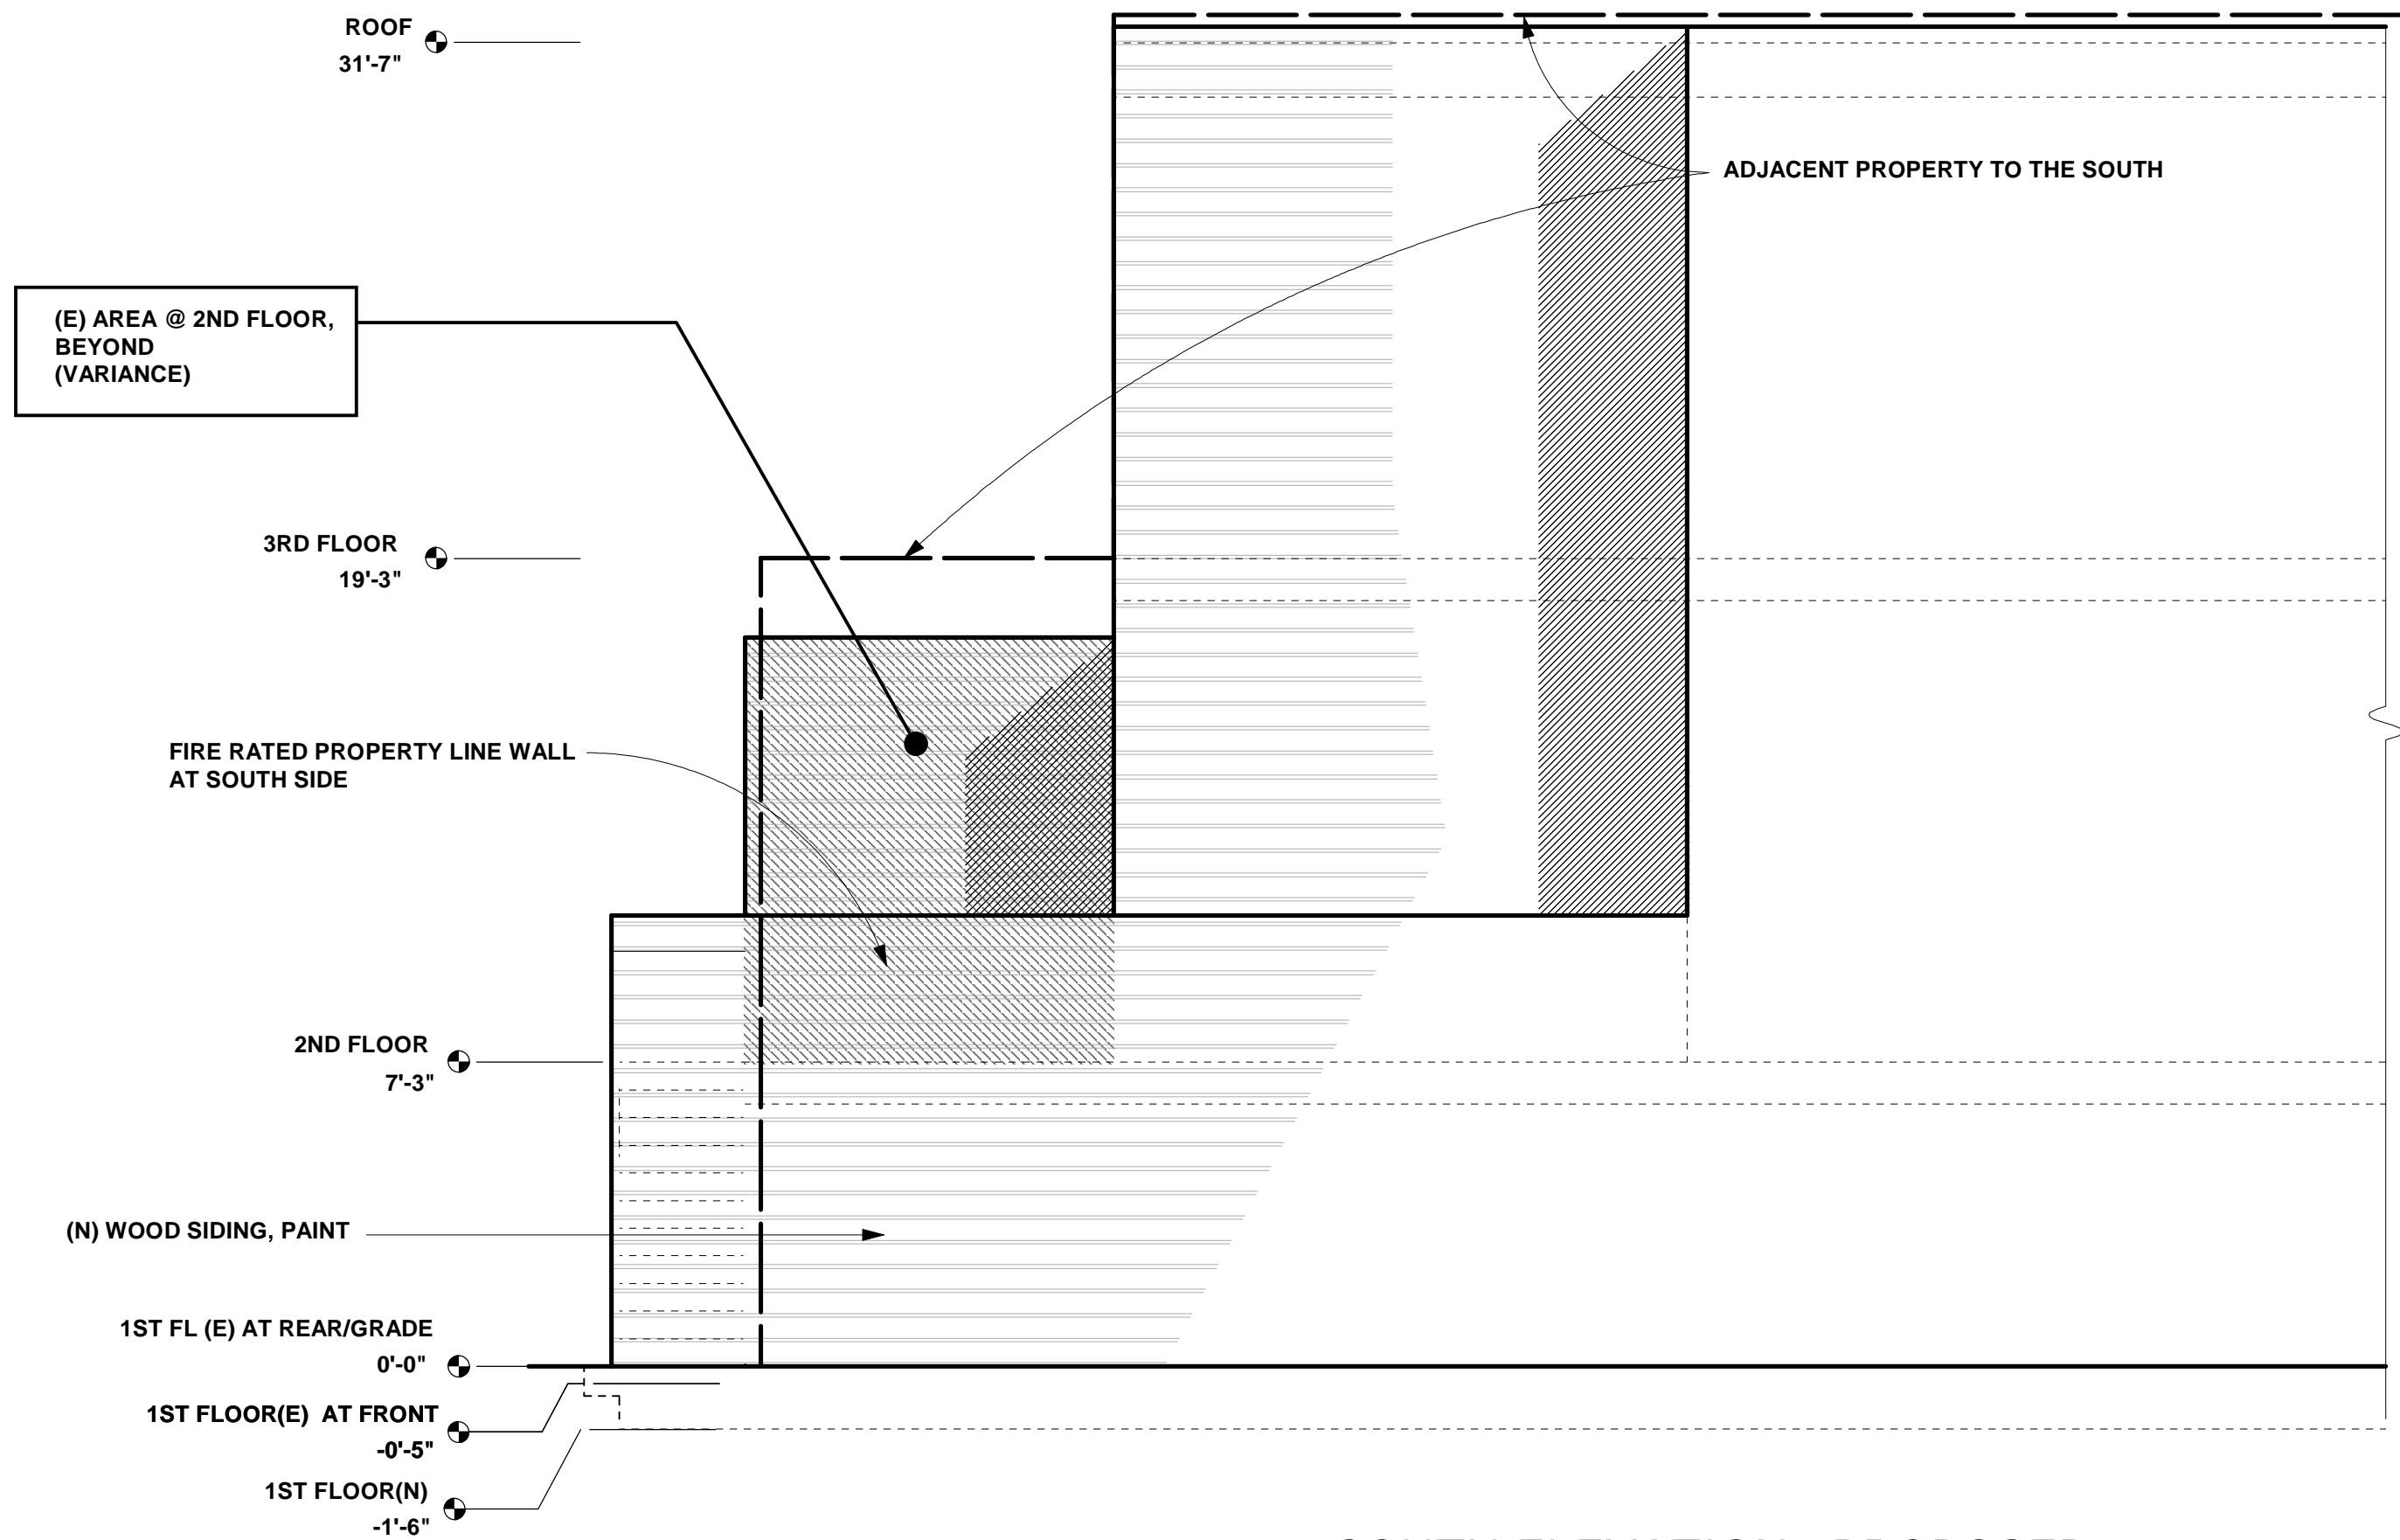 ROOF
31'-7"
ADJACENT PROPERTY TO THE SOUTH
(E) AREA @ 2ND FLOOR,
BEYOND
(VARIANCE)
3RD FLOOR
19'-3"
FIRE RATED PROPERTY LINE WALL
AT SOUTH SIDE
2ND FLOOR
7'-3"
(N) WOOD SIDING, PAINT
1ST FL (E) AT REAR/GRADE
0'-0"
1ST FLOOR(E) AT FRONT
-0'-5"
1ST FLOOR(N)
-1'-6"